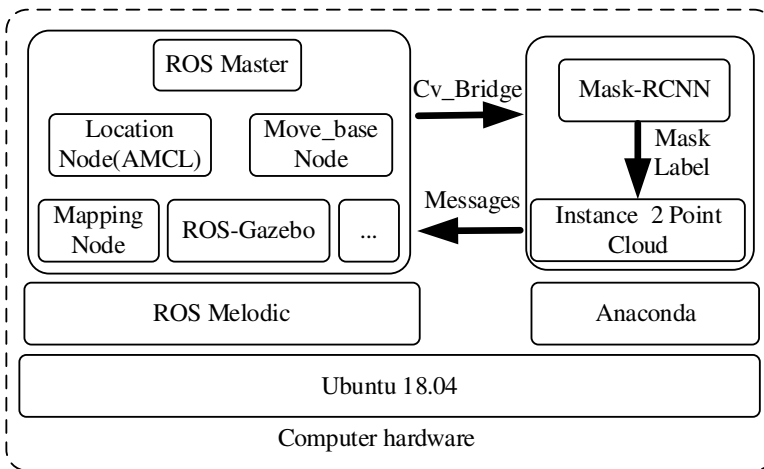 ROS Master
Location
Node(AMCL)
Move_base
Node
Mapping
Node
ROS-Gazebo
...
Cv_Bridge
Messages
Mask-RCNN
Mask
Label
Instance 2 Point
Cloud
ROS Melodic
Anaconda
Ubuntu 18.04
Computer hardware